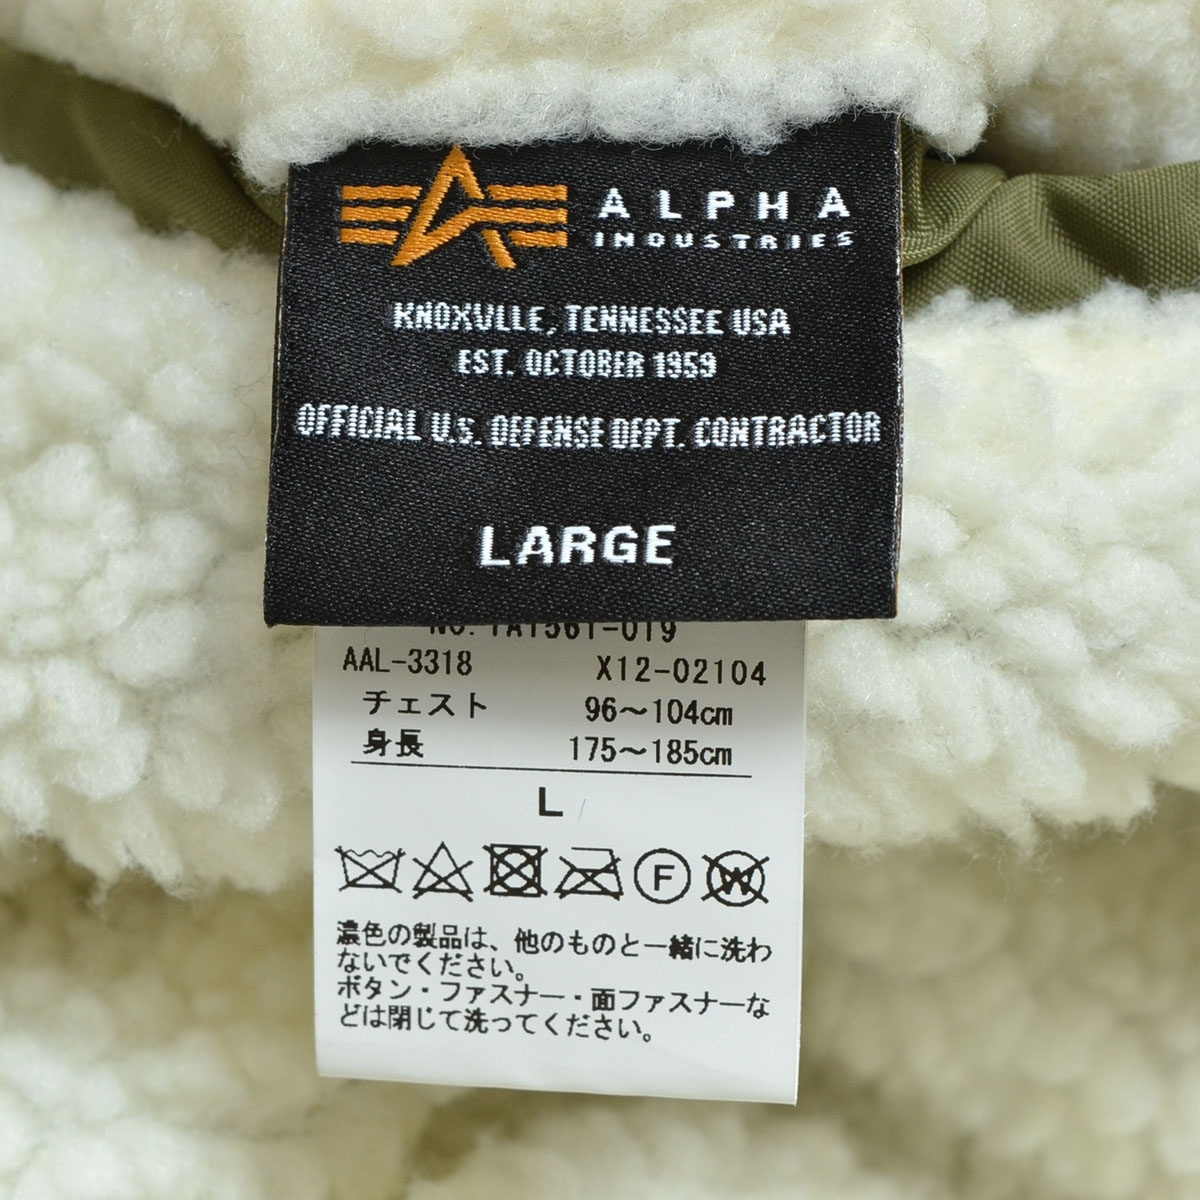 ALPHA
INDUSTRIES
KNOXVILLE, TENNESSEE USA
EST. OCTOBER 1959
OFFICIAL U.S. DEFENSE DEPT. CONTRACTOR
LARGE
NO. TA1561-019
AAL-3318 X12-02104
チェスト 96～104cm
身長 175～185cm
L
F W
濃色の製品は、他のものと一緒に洗わ
ないでください。
ボタン・ファスナー・面ファスナーな
どは閉じて洗ってください。